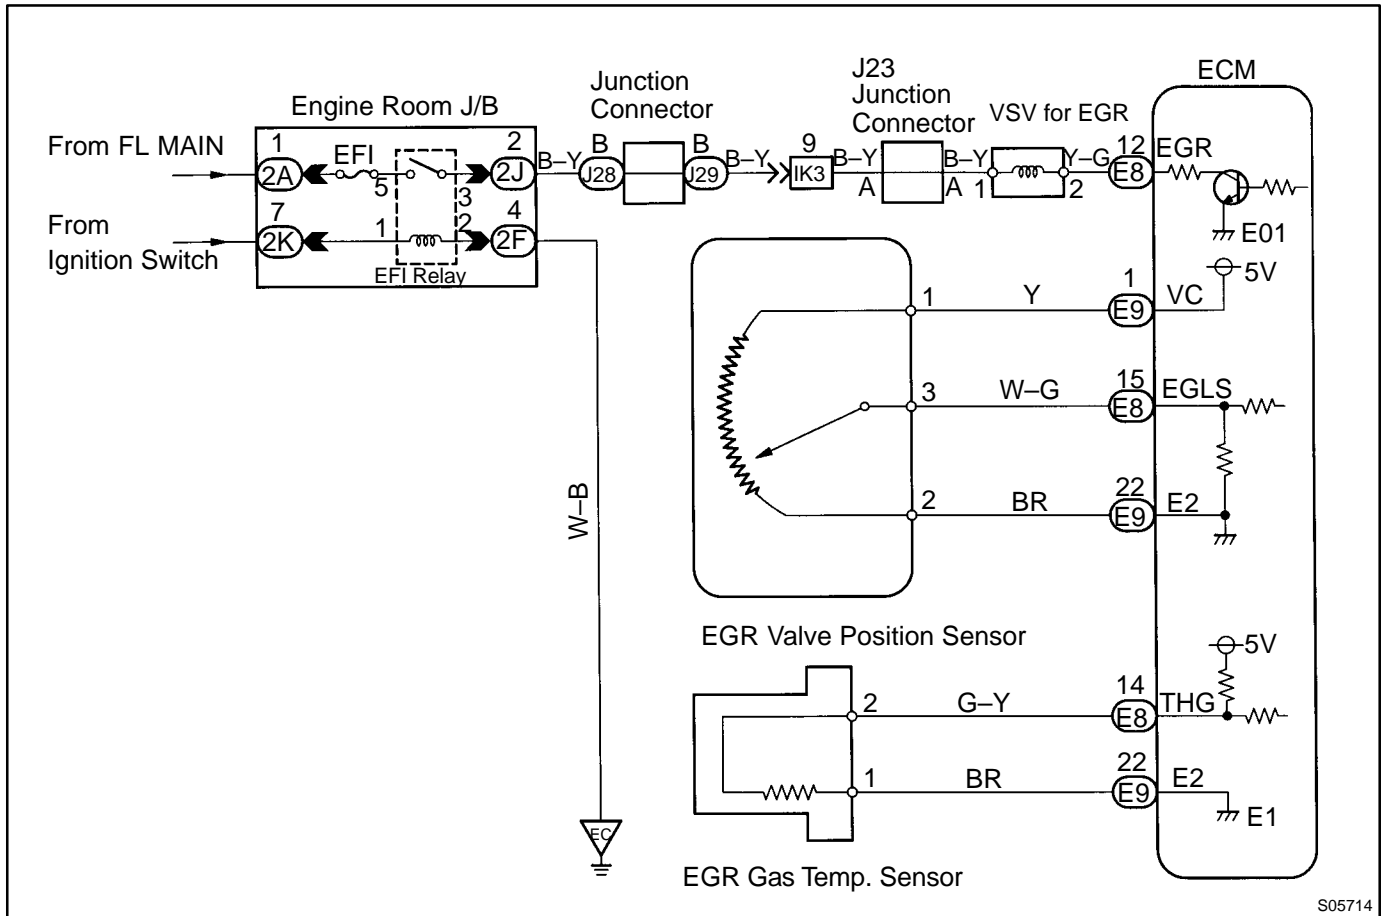 Engine Room J/B
From FL MAIN
1
2A
EFI
5
3
2
2J
B–Y
From
Ignition Switch
7
2K
1
2
4
2F
EFI Relay
W–B
EC
Junction
Connector
B
J28
B
J29
B–Y
9
IK3
J23
Junction
Connector
B–Y
A
B–Y
A
VSV for EGR
1
2
Y–G
ECM
12
E8
EGR
E01
5V
1
Y
1
E9
VC
3
W–G
15
E8
EGLS
2
BR
22
E9
E2
EGR Valve Position Sensor
5V
2
G–Y
14
E8
THG
1
BR
22
E9
E2
E1
EGR Gas Temp. Sensor
S05714